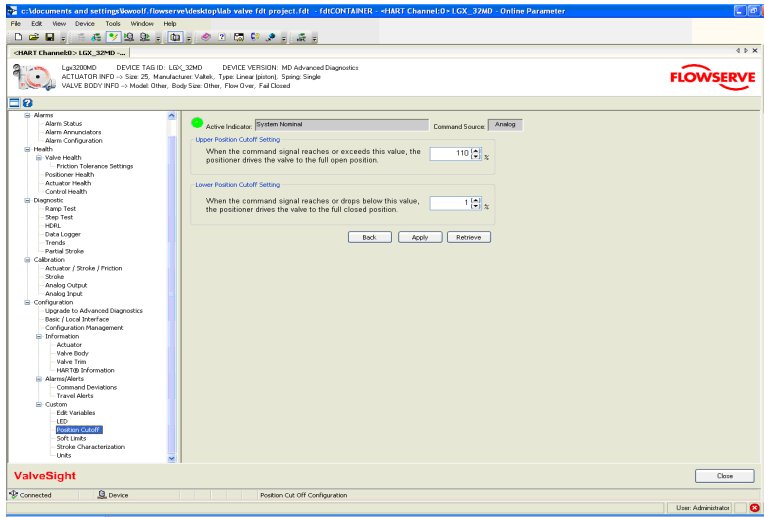 c:\documents and settings\kwoolf.flowserve\desktop\lab valve fdt project.fdt - fdtCONTAINER - <HART Channel:0> LGX_32MD - Online Parameter
File Edit View Device Tools Window Help
<HART Channel:0> LGX_32MD -...
Lgx3200MD DEVICE TAG ID: LGX_32MD DEVICE VERSION: MD Advanced Diagnostics
ACTUATOR INFO --> Size: 25, Manufacturer: Valtek, Type: Linear (piston), Spring: Single
VALVE BODY INFO --> Model: Other, Body Size: Other, Flow Over, Fail Closed
FLOWSERVE
Alarms
Alarm Status
Alarm Annunciators
Alarm Configuration
Health
Valve Health
Friction Tolerance Settings
Positioner Health
Actuator Health
Control Health
Diagnostic
Ramp Test
Step Test
HDRL
Data Logger
Trends
Partial Stroke
Calibration
Actuator / Stroke / Friction
Stroke
Analog Output
Analog Input
Configuration
Upgrade to Advanced Diagnostics
Basic / Local Interface
Configuration Management
Information
Actuator
Valve Body
Valve Trim
HART® Information
Alarms/Alerts
Command Deviations
Travel Alerts
Custom
Edit Variables
LED
Position Cutoff
Soft Limits
Stroke Characterization
Units
Active Indicator: System Nominal Command Source: Analog
Upper Position Cutoff Setting
When the command signal reaches or exceeds this value, the 110 %
positioner drives the valve to the full open position.
Lower Position Cutoff Setting
When the command signal reaches or drops below this value, 1 %
the positioner drives the valve to the full closed position.
Back Apply Retrieve
ValveSight
Close
Connected Device Position Cut Off Configuration
User: Administrator